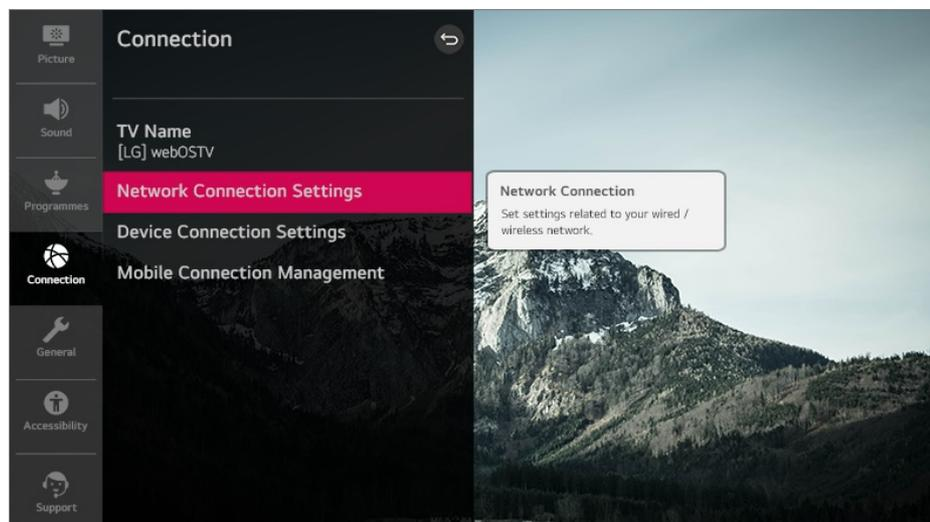 Picture
Sound
Programmes
Connection
General
Accessibility
Support
Connection
TV Name
[LG] webOSTV
Network Connection Settings
Device Connection Settings
Mobile Connection Management
Network Connection
Set settings related to your wired /
wireless network.